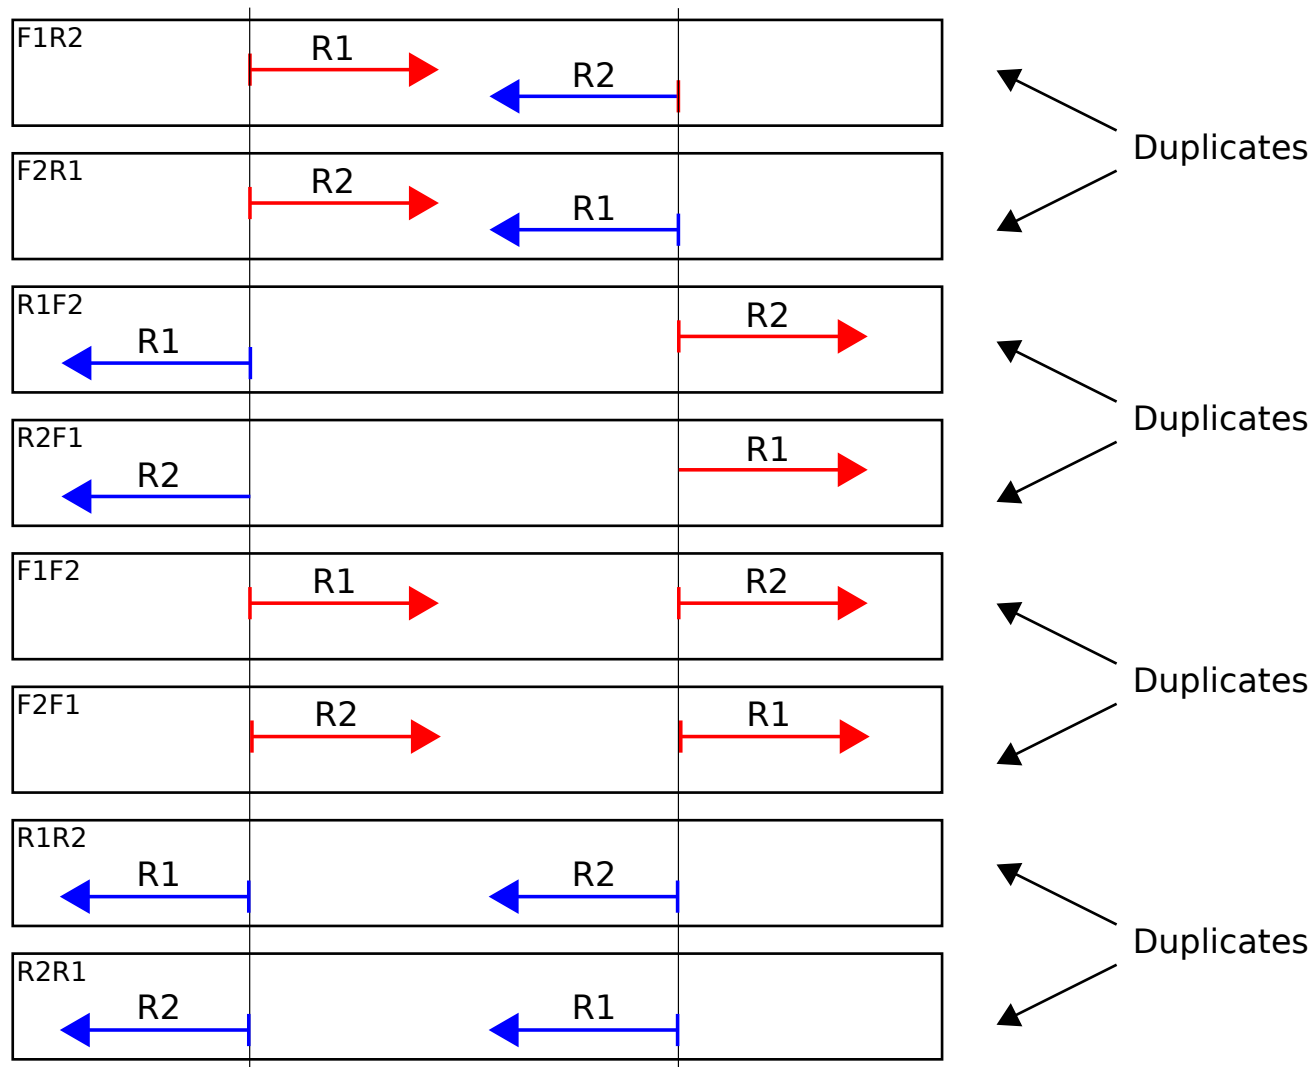 F1R2
R1
R2
Duplicates
F2R1
R2
R1
R1F2
R1
R2
Duplicates
R2F1
R2
R1
F1F2
R1
R2
Duplicates
F2F1
R2
R1
R1R2
R1
R2
Duplicates
R2R1
R2
R1